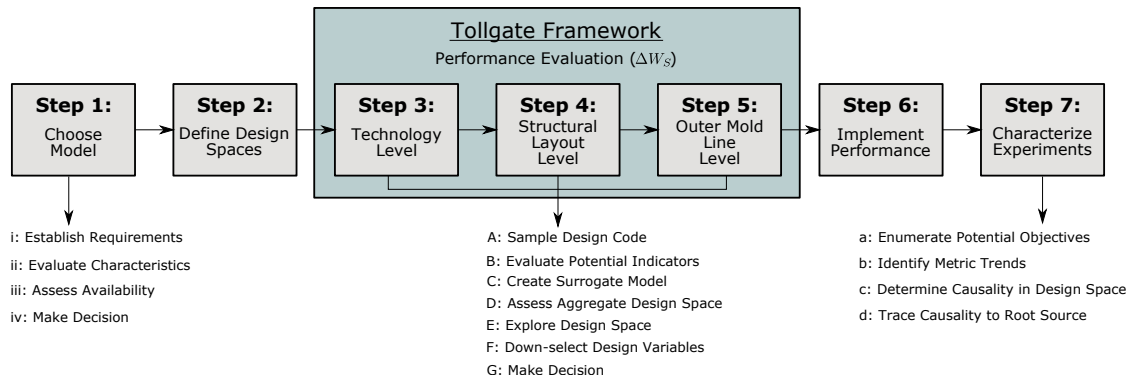 Tollgate Framework
Performance Evaluation (ΔW_S)
Step 1:
Choose
Model
Step 2:
Define Design
Spaces
Step 3:
Technology
Level
Step 4:
Structural
Layout
Level
Step 5:
Outer Mold
Line
Level
Step 6:
Implement
Performance
Step 7:
Characterize
Experiments
i: Establish Requirements
ii: Evaluate Characteristics
iii: Assess Availability
iv: Make Decision
A: Sample Design Code
B: Evaluate Potential Indicators
C: Create Surrogate Model
D: Assess Aggregate Design Space
E: Explore Design Space
F: Down-select Design Variables
G: Make Decision
a: Enumerate Potential Objectives
b: Identify Metric Trends
c: Determine Causality in Design Space
d: Trace Causality to Root Source